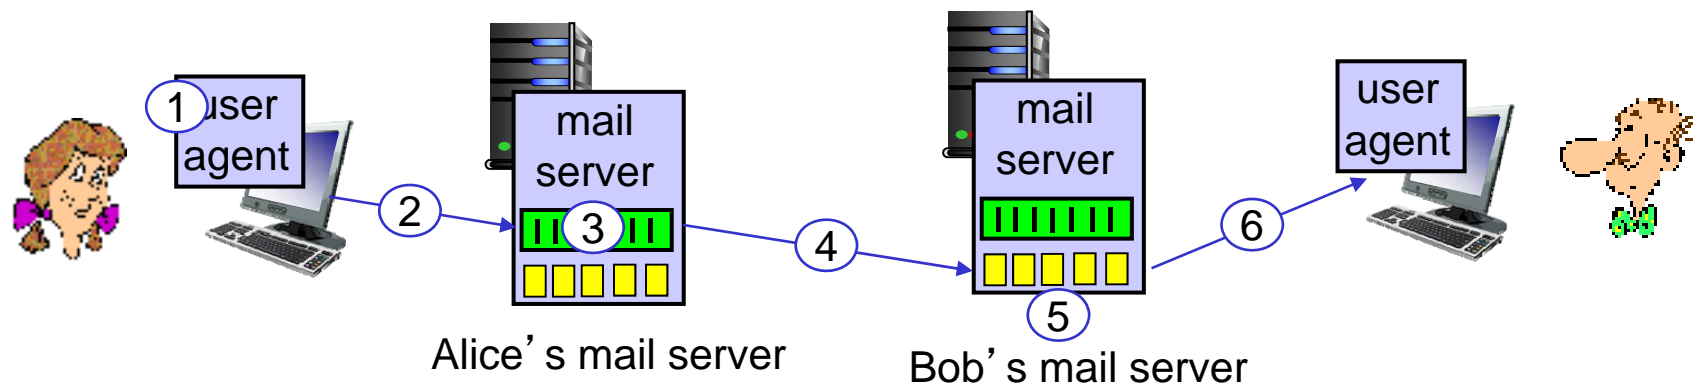 1
user
agent
2
mail
server
3
Alice’s mail server
4
mail
server
5
Bob’s mail server
6
user
agent